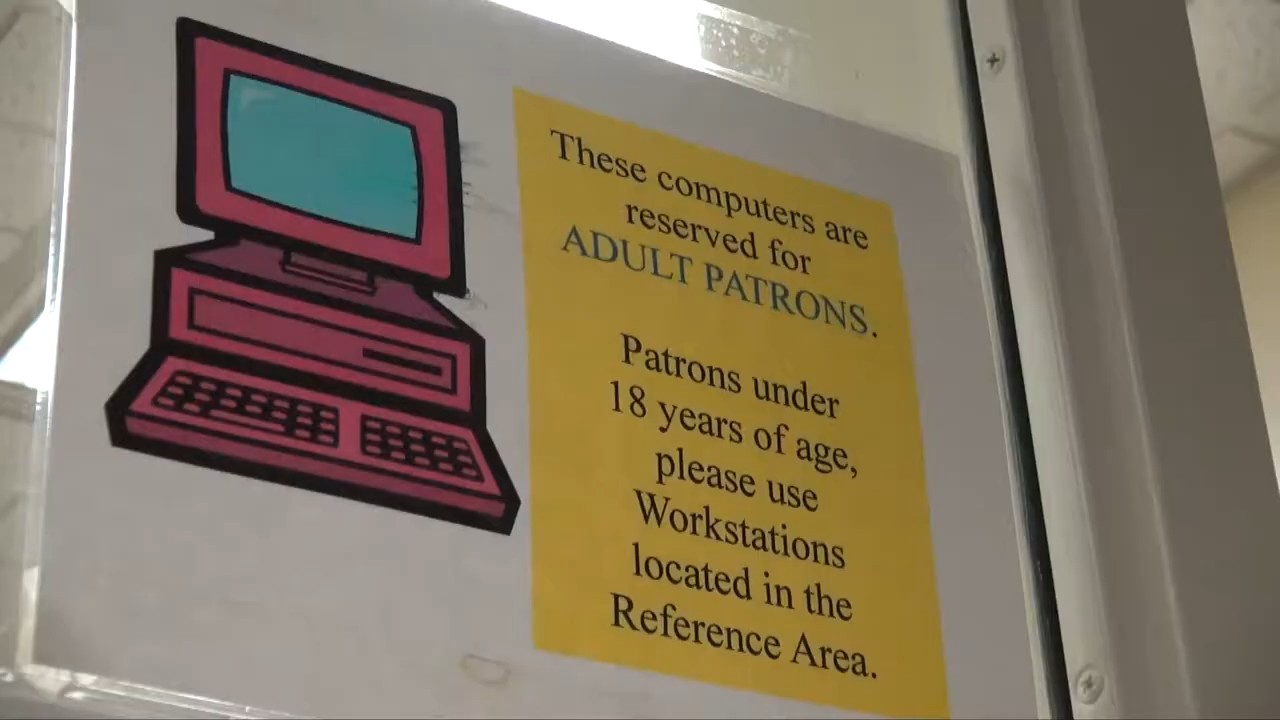 These computers are
reserved for
ADULT PATRONS.
Patrons under
18 years of age,
please use
Workstations
located in the
Reference Area.